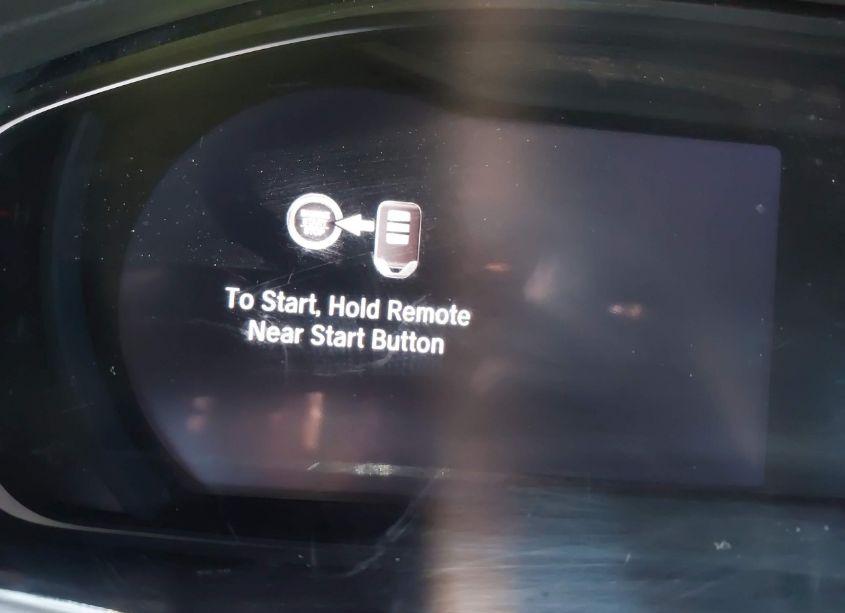 To Start, Hold Remote
Near Start Button